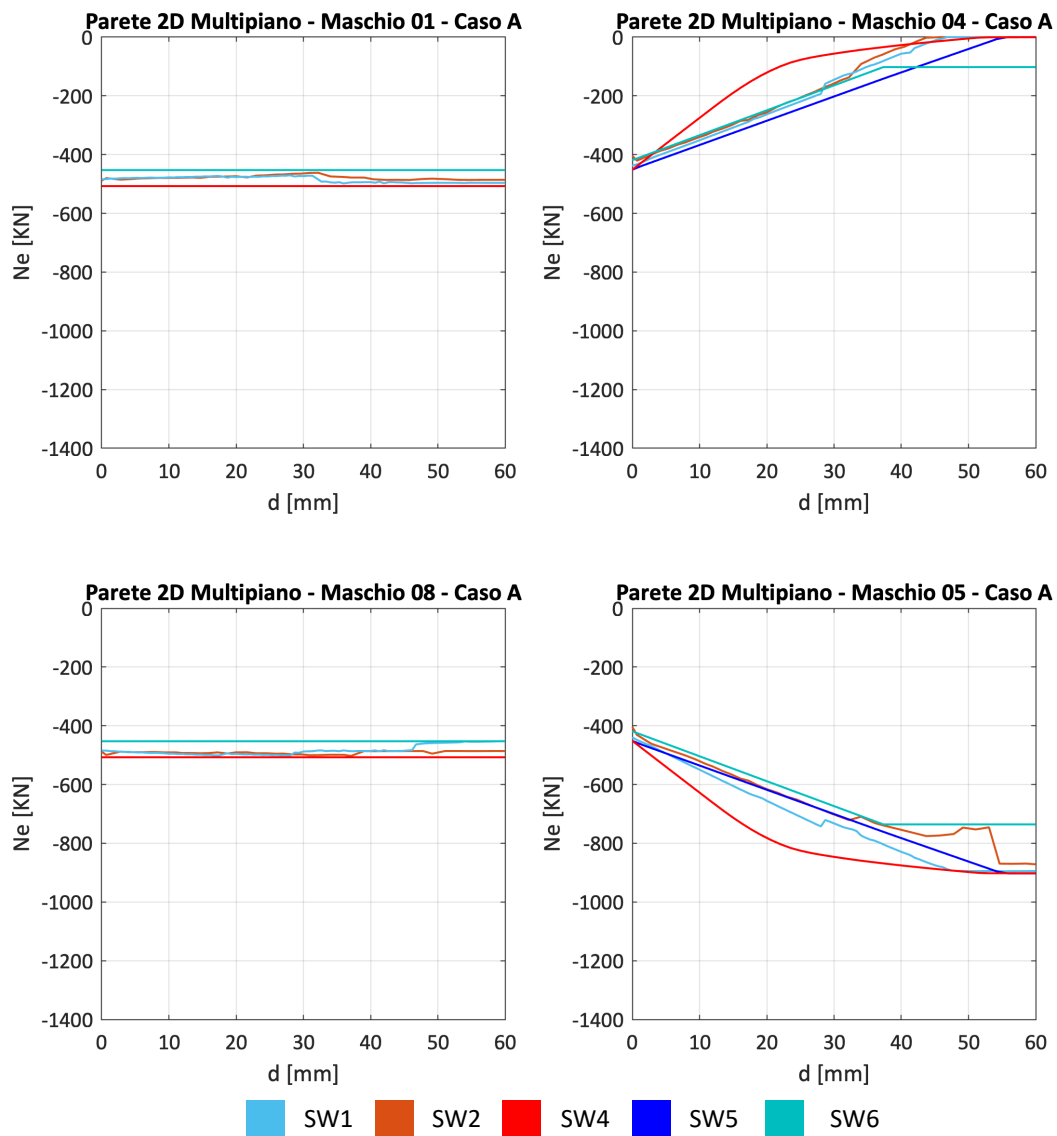 Parete 2D Multipiano - Maschio 01 - Caso A
0
-200
-400
-600
-800
-1000
-1200
-1400
Ne [KN]
0 10 20 30 40 50 60
d [mm]
Parete 2D Multipiano - Maschio 04 - Caso A
0
-200
-400
-600
-800
-1000
-1200
-1400
Ne [KN]
0 10 20 30 40 50 60
d [mm]
Parete 2D Multipiano - Maschio 08 - Caso A
0
-200
-400
-600
-800
-1000
-1200
-1400
Ne [KN]
0 10 20 30 40 50 60
d [mm]
Parete 2D Multipiano - Maschio 05 - Caso A
0
-200
-400
-600
-800
-1000
-1200
-1400
Ne [KN]
0 10 20 30 40 50 60
d [mm]
SW1 SW2 SW4 SW5 SW6